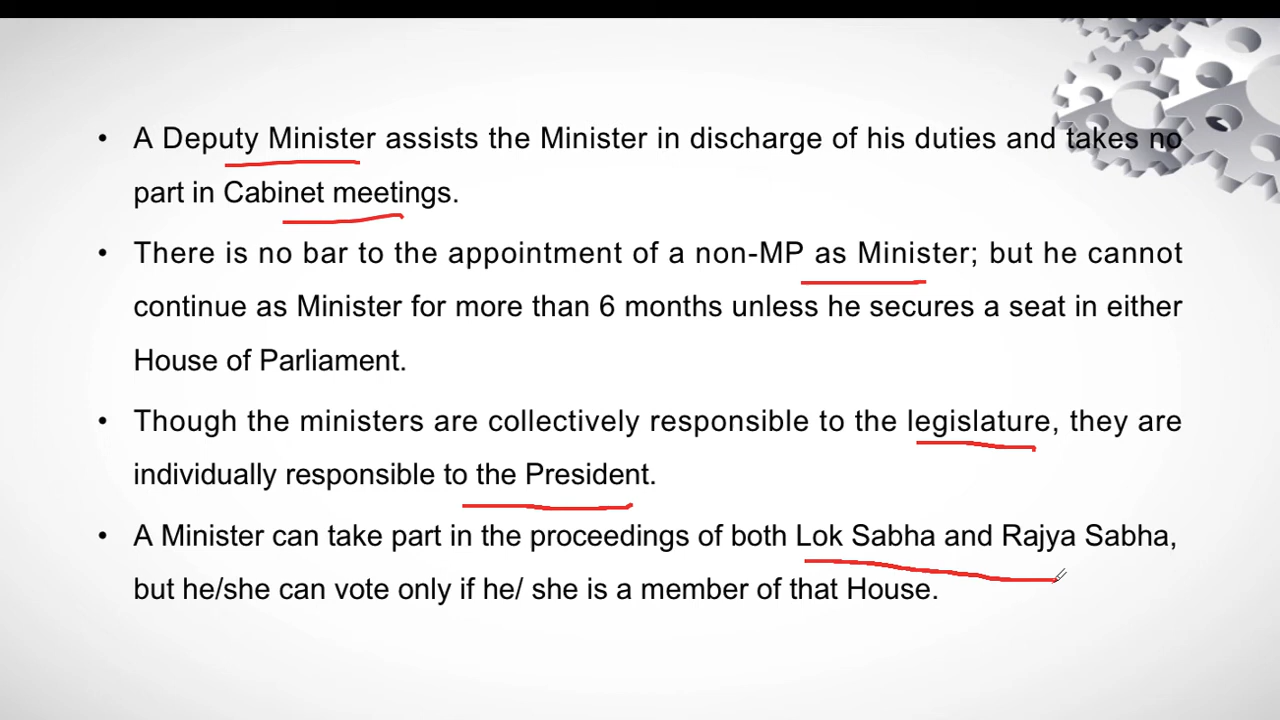 • A Deputy Minister assists the Minister in discharge of his duties and takes no
part in Cabinet meetings.
• There is no bar to the appointment of a non-MP as Minister; but he cannot
continue as Minister for more than 6 months unless he secures a seat in either
House of Parliament.
• Though the ministers are collectively responsible to the legislature, they are
individually responsible to the President.
• A Minister can take part in the proceedings of both Lok Sabha and Rajya Sabha,
but he/she can vote only if he/ she is a member of that House.